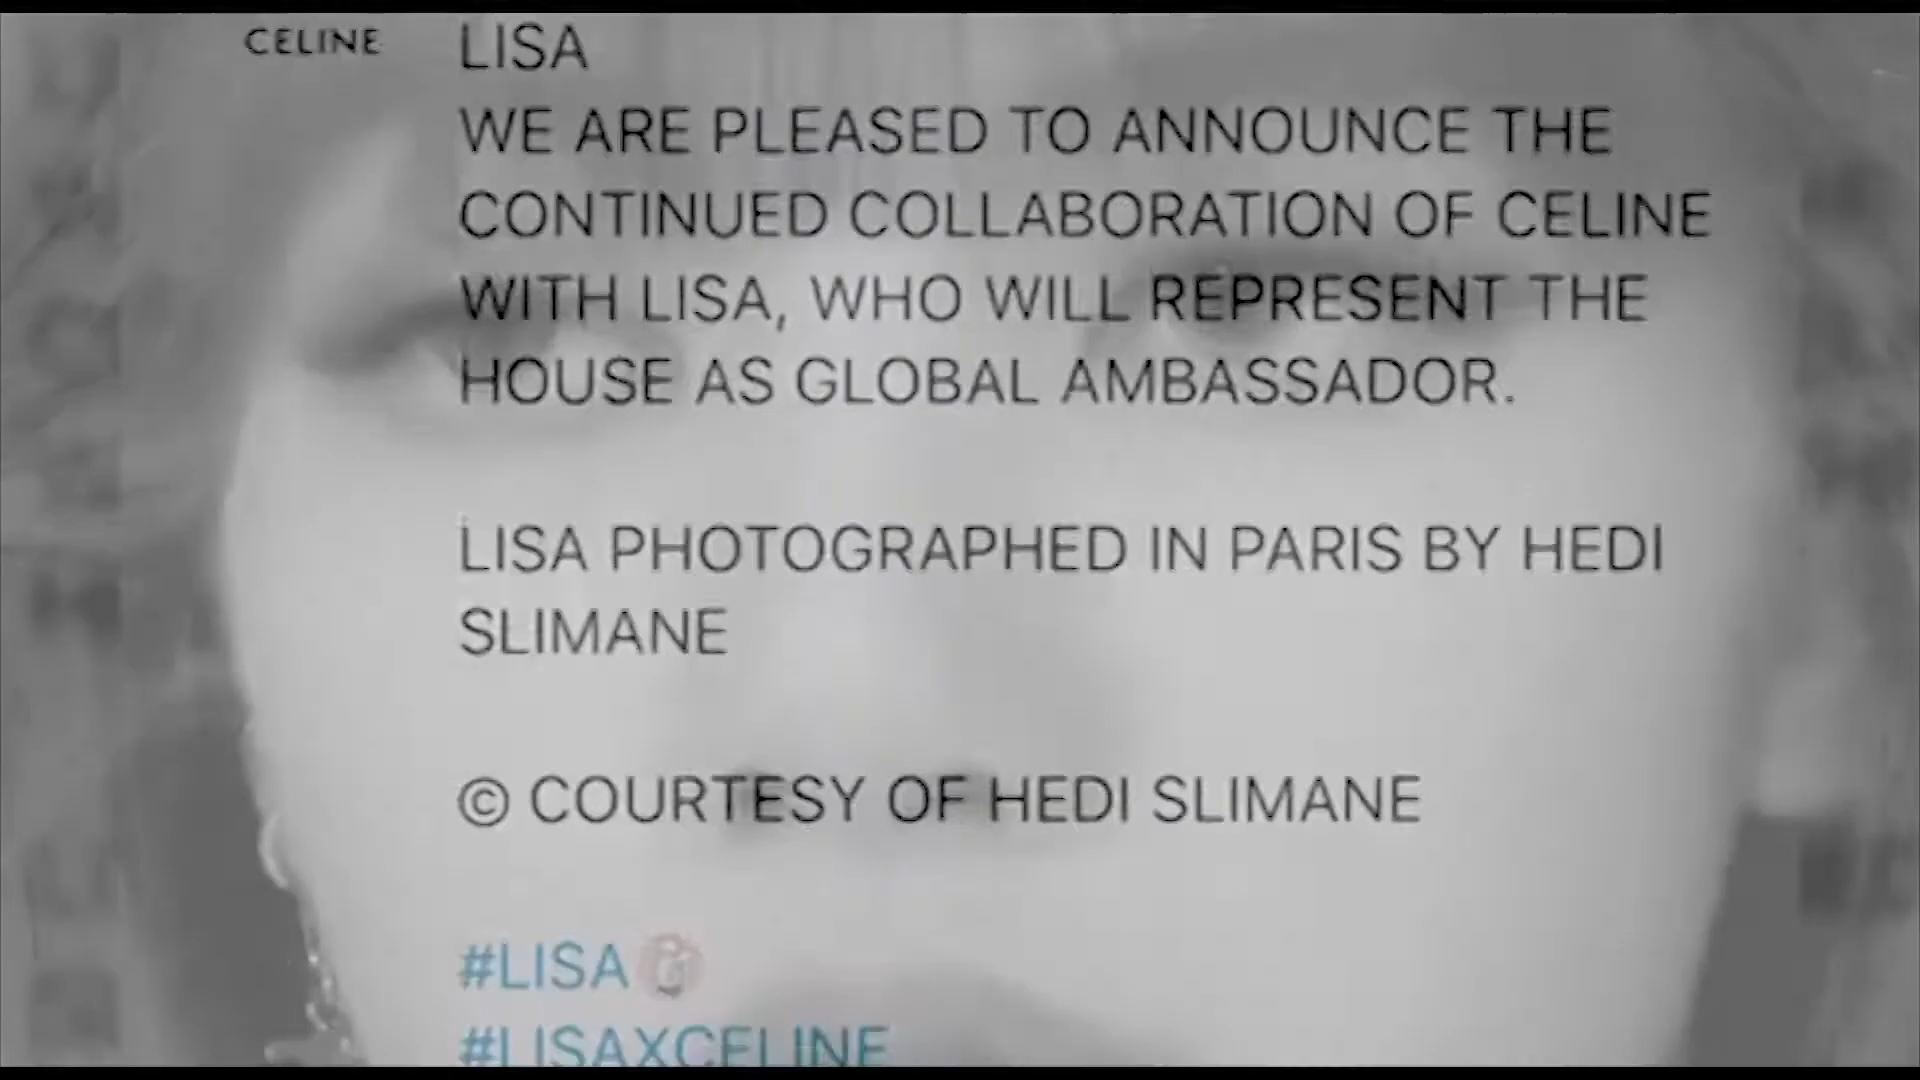 CELINE LISA
WE ARE PLEASED TO ANNOUNCE THE
CONTINUED COLLABORATION OF CELINE
WITH LISA, WHO WILL REPRESENT THE
HOUSE AS GLOBAL AMBASSADOR.
LISA PHOTOGRAPHED IN PARIS BY HEDI
SLIMANE
© COURTESY OF HEDI SLIMANE
#LISA
#LISAXCELINE